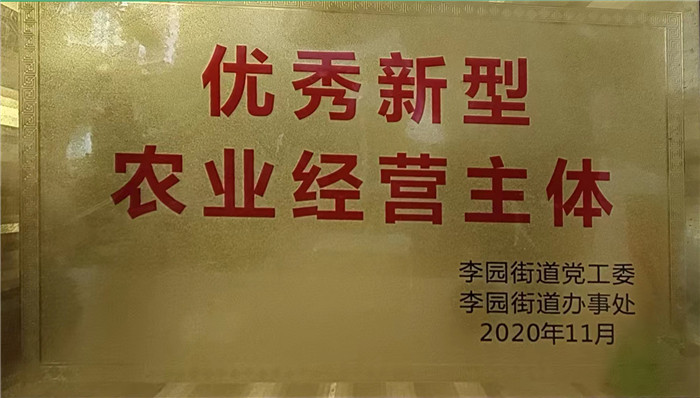 优秀新型
农业经营主体
李园街道党工委
李园街道办事处
2020年11月